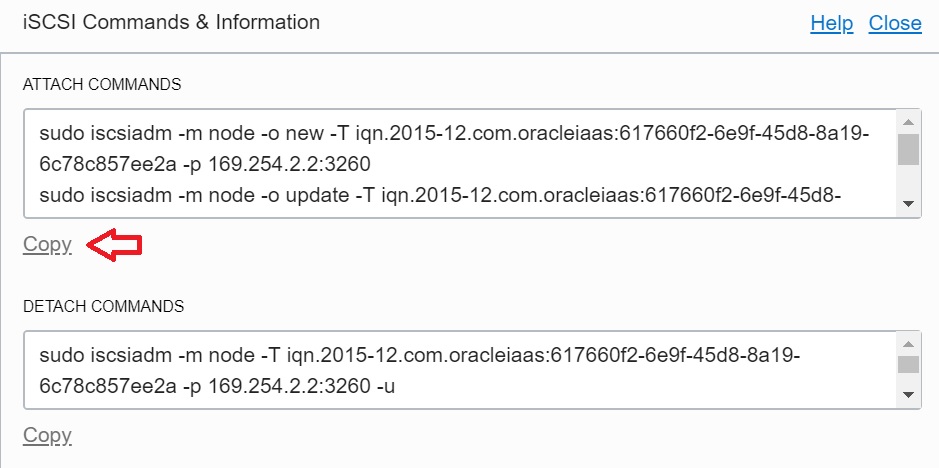 iSCSI Commands & Information
Help Close
ATTACH COMMANDS
sudo iscsiadm -m node -o new -T iqn.2015-12.com.oracleiaas:617660f2-6e9f-45d8-8a19-
6c78c857ee2a -p 169.254.2.2:3260
sudo iscsiadm -m node -o update -T iqn.2015-12.com.oracleiaas:617660f2-6e9f-45d8-
Copy
DETACH COMMANDS
sudo iscsiadm -m node -T iqn.2015-12.com.oracleiaas:617660f2-6e9f-45d8-8a19-
6c78c857ee2a -p 169.254.2.2:3260 -u
Copy